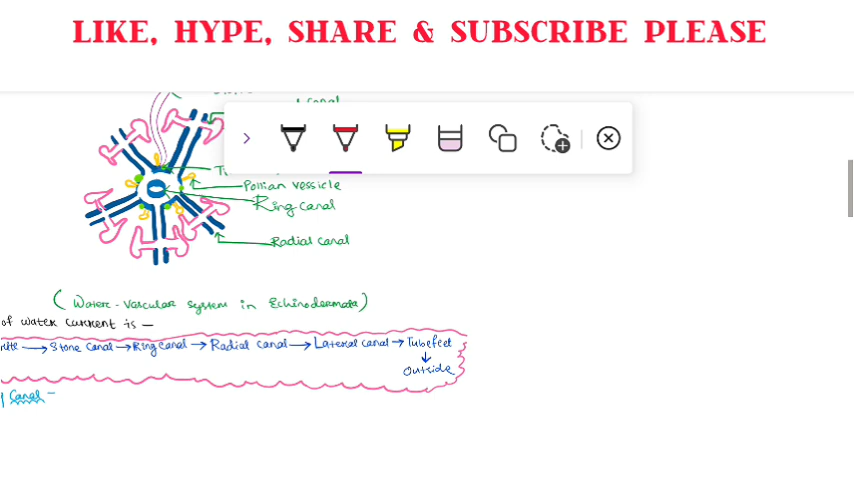 LIKE, HYPE, SHARE & SUBSCRIBE PLEASE
Canal
Polian vessicle
Ring canal
Radial canal
(Water-vascular system in Echinodermata)
of water current is —
→ Stone canal → Ring canal → Radial canal → Lateral canal → Tubefeet
↓
Outside
Canal -